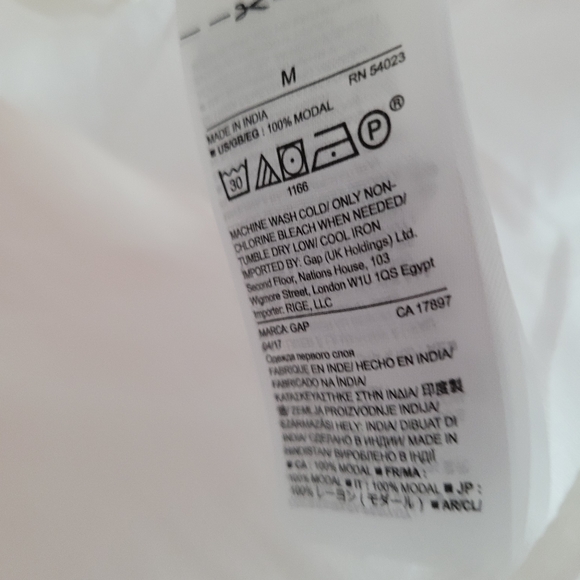 M
RN 54023
MADE IN INDIA
■ US/GB/EG : 100% MODAL
30 P ®
1166
MACHINE WASH COLD/ ONLY NON-
CHLORINE BLEACH WHEN NEEDED/
TUMBLE DRY LOW/ COOL IRON
IMPORTED BY: Gap (UK Holdings) Ltd.
Second Floor, Nations House, 103
Wigmore Street, London W1U 1QS Egypt
Importer: RIGE, LLC
CA 17897
MARCA GAP
04/17
Одежда первого слоя
FABRIQUE EN INDE/ HECHO EN INDIA/
FABRICADO NA ÍNDIA/
ΚΑΤΑΣΚΕΥΑΣΤΗΚΕ ΣΤΗΝ ΙΝΔΙΑ/ 印度製
ZEMLJA PROIZVODNJE INDIJA/
SZÁRMAZÁSI HELY: INDIA/ DIBUAT DI
INDIA/ СДЕЛАНО В ИНДИИ/ MADE IN
HINDISTAN/ ВИРОБЛЕНО В ІНДІЇ
■ CA : 100% MODAL ■ FR/MA :
100% MODAL ■ IT : 100% MODAL ■ JP :
100% レーヨン ( モダール ) ■ AR/CL/